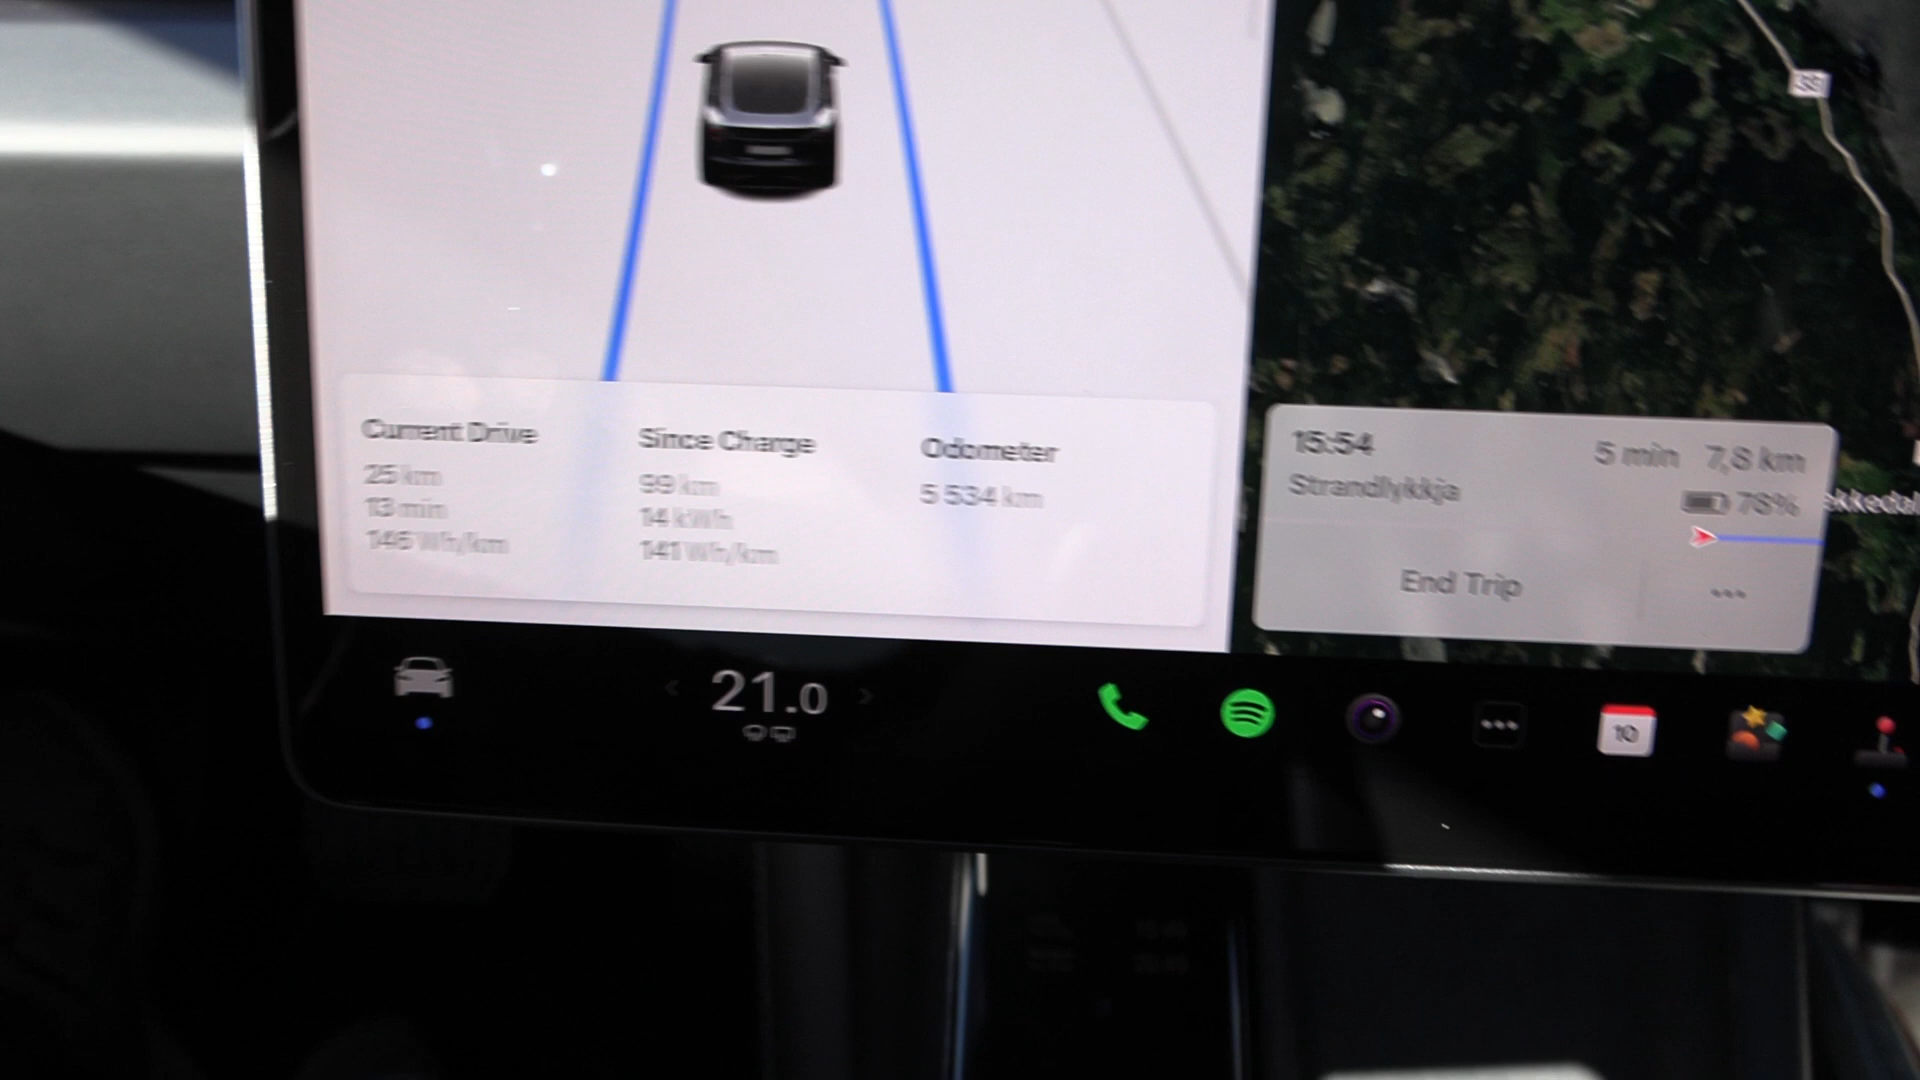 35
Current Drive
25 km
13 min
146 Wh/km
Since Charge
99 km
14 kWh
141 Wh/km
Odometer
5 534 km
15:54
5 min 7,8 km
Strandlykkja
78%
End Trip
21.0
10